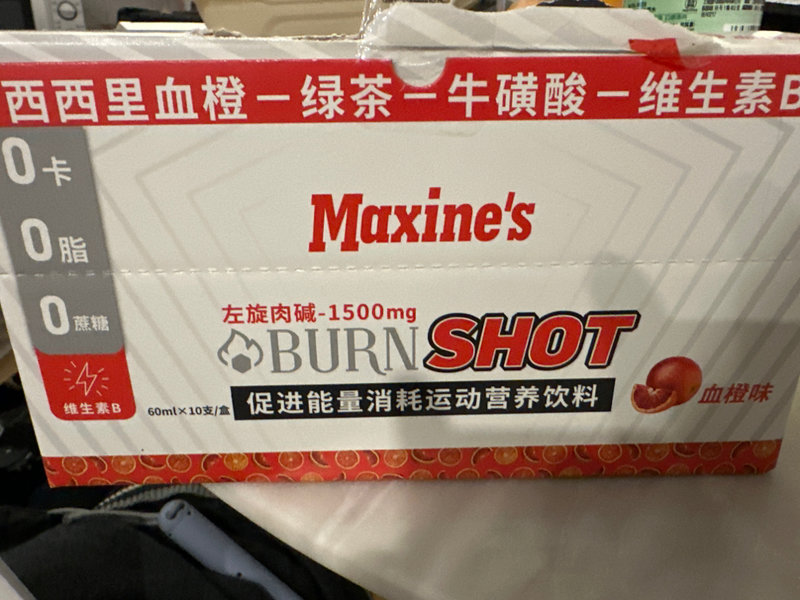 西西里血橙－绿茶－牛磺酸－维生素B
0卡
0脂
0蔗糖
维生素B
Maxine's
左旋肉碱-1500mg
BURN SHOT
60ml×10支/盒
促进能量消耗运动营养饮料
血橙味